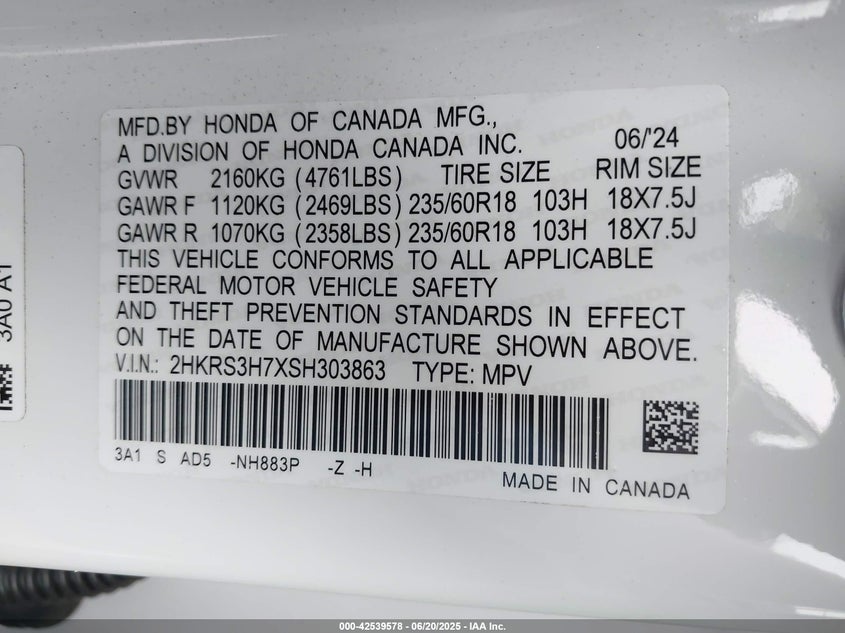 MFD.BY HONDA OF CANADA MFG.,
A DIVISION OF HONDA CANADA INC. 06/'24
GVWR 2160KG (4761LBS) TIRE SIZE RIM SIZE
GAWR F 1120KG (2469LBS) 235/60R18 103H 18X7.5J
GAWR R 1070KG (2358LBS) 235/60R18 103H 18X7.5J
THIS VEHICLE CONFORMS TO ALL APPLICABLE
FEDERAL MOTOR VEHICLE SAFETY
AND THEFT PREVENTION STANDARDS IN EFFECT
ON THE DATE OF MANUFACTURE SHOWN ABOVE.
V.I.N.: 2HKRS3H7XSH303863 TYPE: MPV
3A1 S AD5 -NH883P -Z -H
MADE IN CANADA
3A0 A1
000-42539578 - 06/20/2025 - IAA Inc.